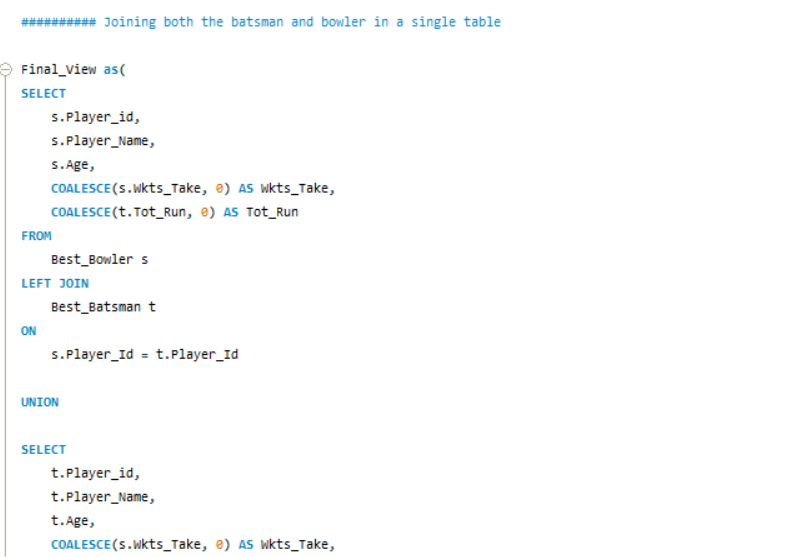 ########## Joining both the batsman and bowler in a single table
Final_View as(
SELECT
s.Player_id,
s.Player_Name,
s.Age,
COALESCE(s.Wkts_Take, 0) AS Wkts_Take,
COALESCE(t.Tot_Run, 0) AS Tot_Run
FROM
Best_Bowler s
LEFT JOIN
Best_Batsman t
ON
s.Player_Id = t.Player_Id
UNION
SELECT
t.Player_id,
t.Player_Name,
t.Age,
COALESCE(s.Wkts_Take, 0) AS Wkts_Take,